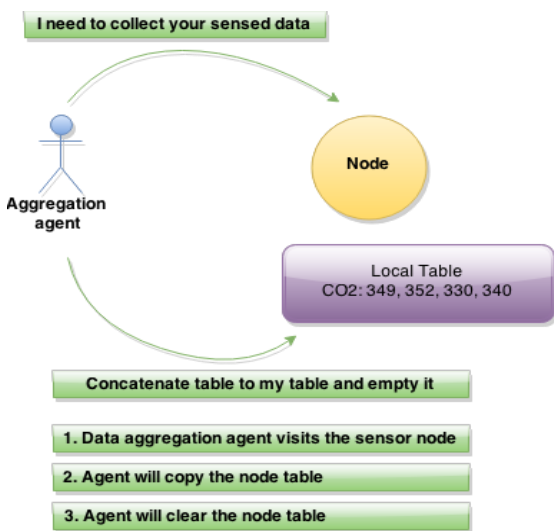 I need to collect your sensed data
Node
Aggregation
agent
Local Table
CO2: 349, 352, 330, 340
Concatenate table to my table and empty it
1. Data aggregation agent visits the sensor node
2. Agent will copy the node table
3. Agent will clear the node table